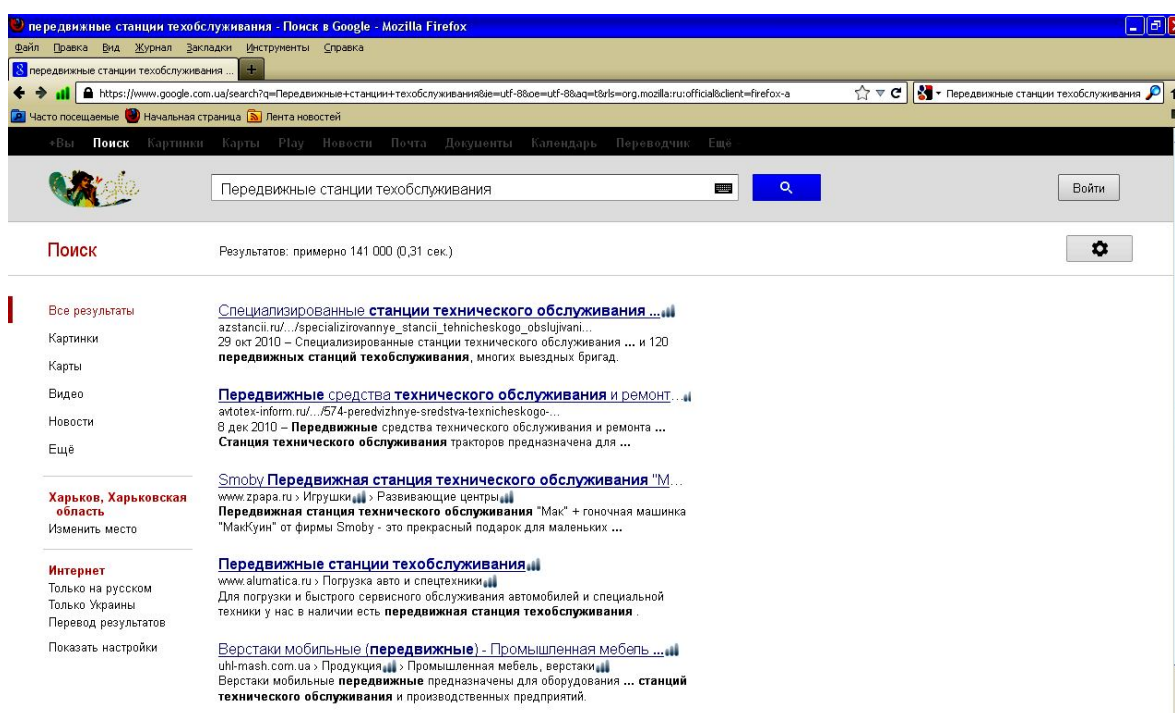 передвижные станции техобслуживания - Поиск в Google - Mozilla Firefox
Файл Правка Вид Журнал Закладки Инструменты Справка
передвижные станции техобслуживания ...
https://www.google.com.ua/search?q=Передвижные+станции+техобслуживания&ie=utf-8&oe=utf-8&aq=t&rls=org.mozilla:ru:official&client=firefox-a Передвижные станции техобслуживания
Часто посещаемые Начальная страница Лента новостей
+Вы Поиск Картинки Карты Play Новости Почта Документы Календарь Переводчик Ещё
Передвижные станции техобслуживания
Войти
Поиск
Результатов: примерно 141 000 (0,31 сек.)
Все результаты
Картинки
Карты
Видео
Новости
Ещё
Харьков, Харьковская
область
Изменить место
Интернет
Только на русском
Только Украины
Перевод результатов
Показать настройки
Специализированные станции технического обслуживания ...
azstancii.ru/.../specializirovannye_stancii_tehnicheskogo_obslujivani...
29 окт 2010 – Специализированные станции технического обслуживания ... и 120
передвижных станций техобслуживания, многих выездных бригад.
Передвижные средства технического обслуживания и ремонт...
avtotex-inform.ru/.../574-peredvizhnye-sredstva-texnicheskogo-...
8 дек 2010 – Передвижные средства технического обслуживания и ремонта ...
Станция технического обслуживания тракторов предназначена для ...
Smoby Передвижная станция технического обслуживания "М...
www.zpapa.ru › Игрушки › Развивающие центры
Передвижная станция технического обслуживания "Мак" + гоночная машинка
"МакКуин" от фирмы Smoby - это прекрасный подарок для маленьких ...
Передвижные станции техобслуживания
www.alumatica.ru › Погрузка авто и спецтехники
Для погрузки и быстрого сервисного обслуживания автомобилей и специальной
техники у нас в наличии есть передвижная станция техобслуживания .
Верстаки мобильные (передвижные) - Промышленная мебель ...
uhl-mash.com.ua › Продукция › Промышленная мебель, верстаки
Верстаки мобильные передвижные предназначены для оборудования ... станций
технического обслуживания и производственных предприятий.